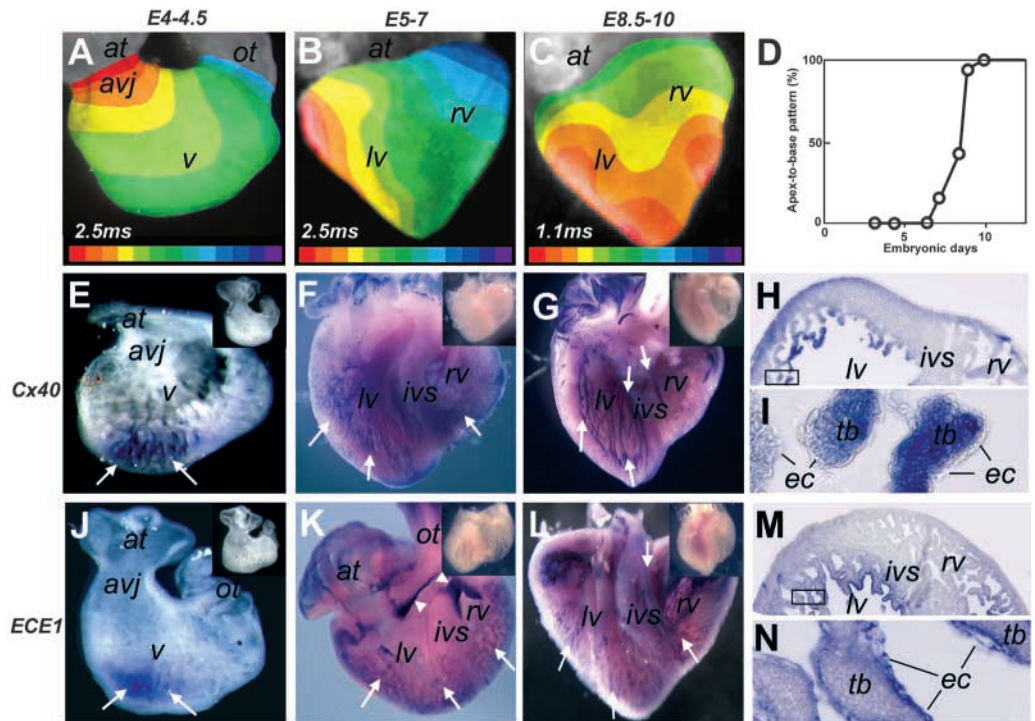 E4-4.5 E5-7 E8.5-10
A at ot avj v 2.5ms
B at rv lv 2.5ms
C at rv lv 1.1ms
D
Apex-to-base pattern (%)
100
50
0
0 5 10
Embryonic days
Cx40
E at avj v
F lv ivs rv
G lv ivs rv
H lv ivs rv
I tb tb ec ec
ECE1
J at avj ot v
K ot at rv ivs lv
L lv ivs rv
M ivs rv lv
N tb tb ec